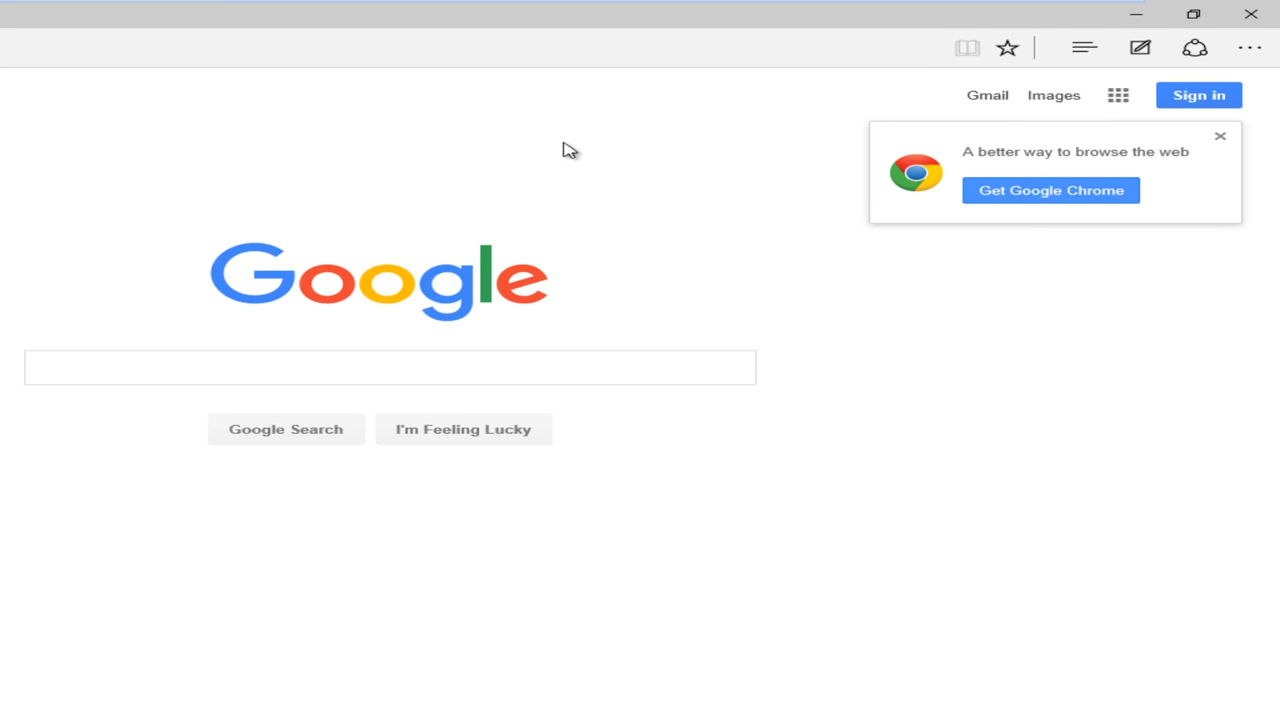 Gmail Images Sign in
A better way to browse the web
Get Google Chrome
Google
Google Search I'm Feeling Lucky